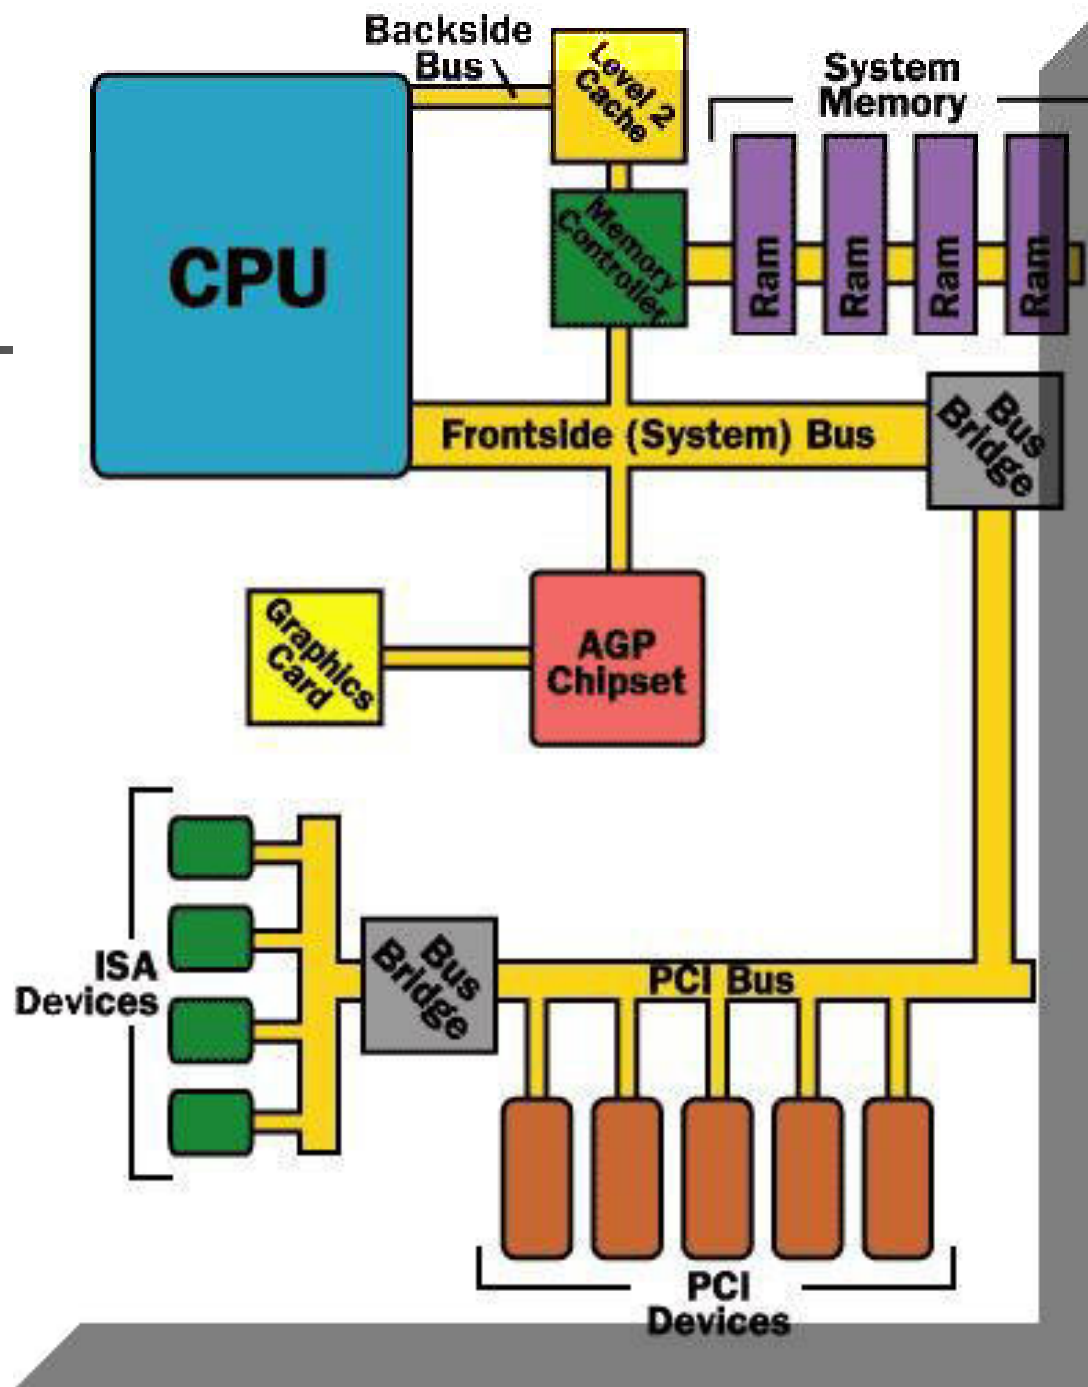 Backside
Bus
Level 2
Cache
System
Memory
CPU
Memory
Controller
Ram
Ram
Ram
Ram
Frontside (System) Bus
Bus
Bridge
Graphics
Card
AGP
Chipset
ISA
Devices
Bus
Bridge
PCI Bus
PCI
Devices